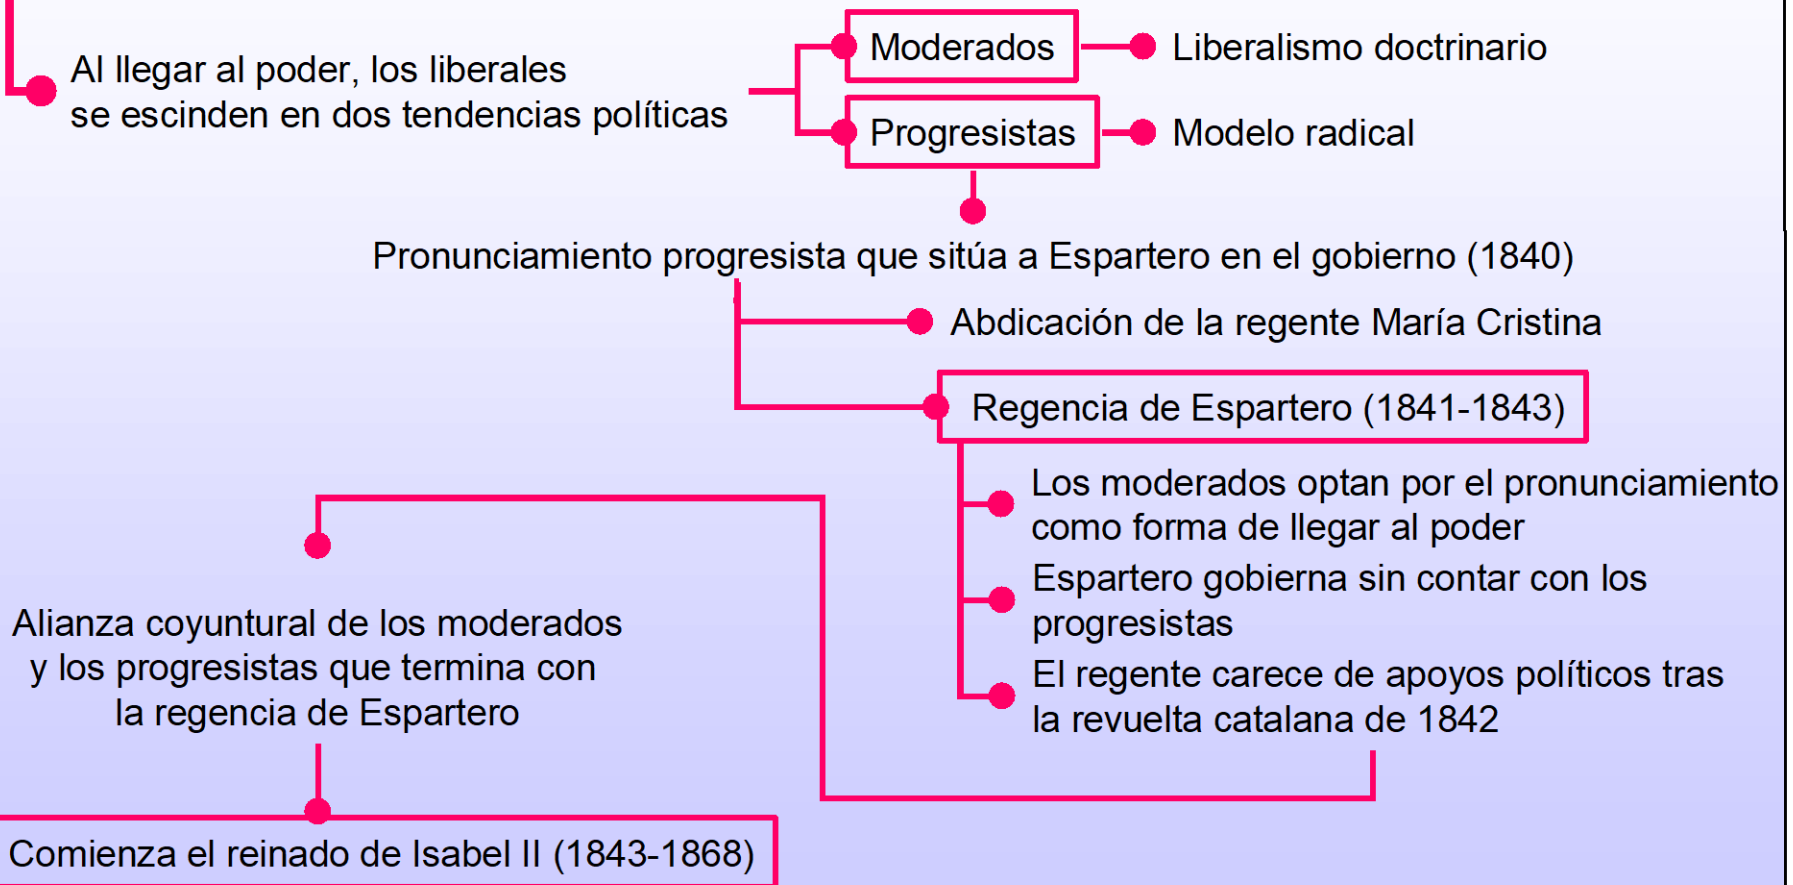 Al llegar al poder, los liberales
se escinden en dos tendencias políticas
Moderados
Liberalismo doctrinario
Progresistas
Modelo radical
Pronunciamiento progresista que sitúa a Espartero en el gobierno (1840)
Abdicación de la regente María Cristina
Regencia de Espartero (1841-1843)
Los moderados optan por el pronunciamiento
como forma de llegar al poder
Espartero gobierna sin contar con los
progresistas
El regente carece de apoyos políticos tras
la revuelta catalana de 1842
Alianza coyuntural de los moderados
y los progresistas que termina con
la regencia de Espartero
Comienza el reinado de Isabel II (1843-1868)